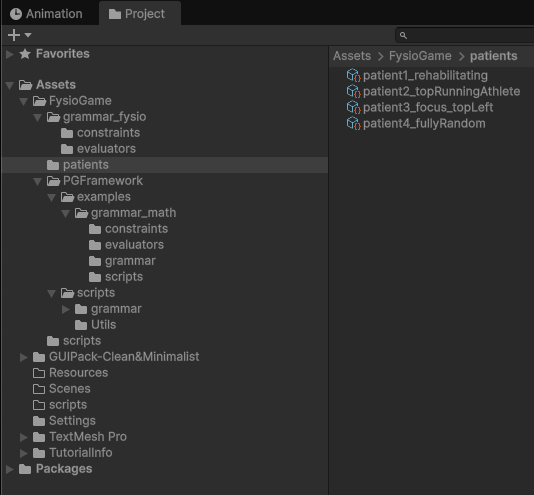 Animation
Project
Favorites
Assets
FysioGame
grammar_fysio
constraints
evaluators
patients
PGFramework
examples
grammar_math
constraints
evaluators
grammar
scripts
scripts
grammar
Utils
scripts
GUIPack-Clean&Minimalist
Resources
Scenes
scripts
Settings
TextMesh Pro
TutorialInfo
Packages
Assets > FysioGame > patients
patient1_rehabilitating
patient2_topRunningAthlete
patient3_focus_topLeft
patient4_fullyRandom